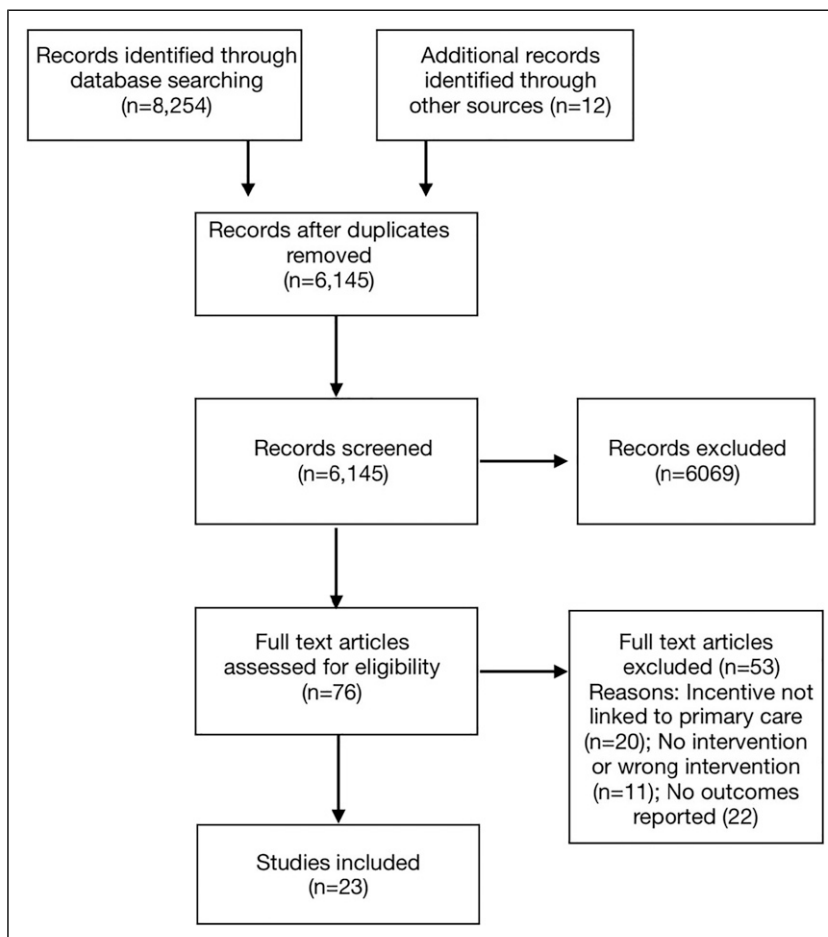 Records identified through
database searching
(n=8,254)
Additional records
identified through
other sources (n=12)
Records after duplicates
removed
(n=6,145)
Records screened
(n=6,145)
Records excluded
(n=6069)
Full text articles
assessed for eligibility
(n=76)
Full text articles
excluded (n=53)
Reasons: Incentive not
linked to primary care
(n=20); No intervention
or wrong intervention
(n=11); No outcomes
reported (22)
Studies included
(n=23)